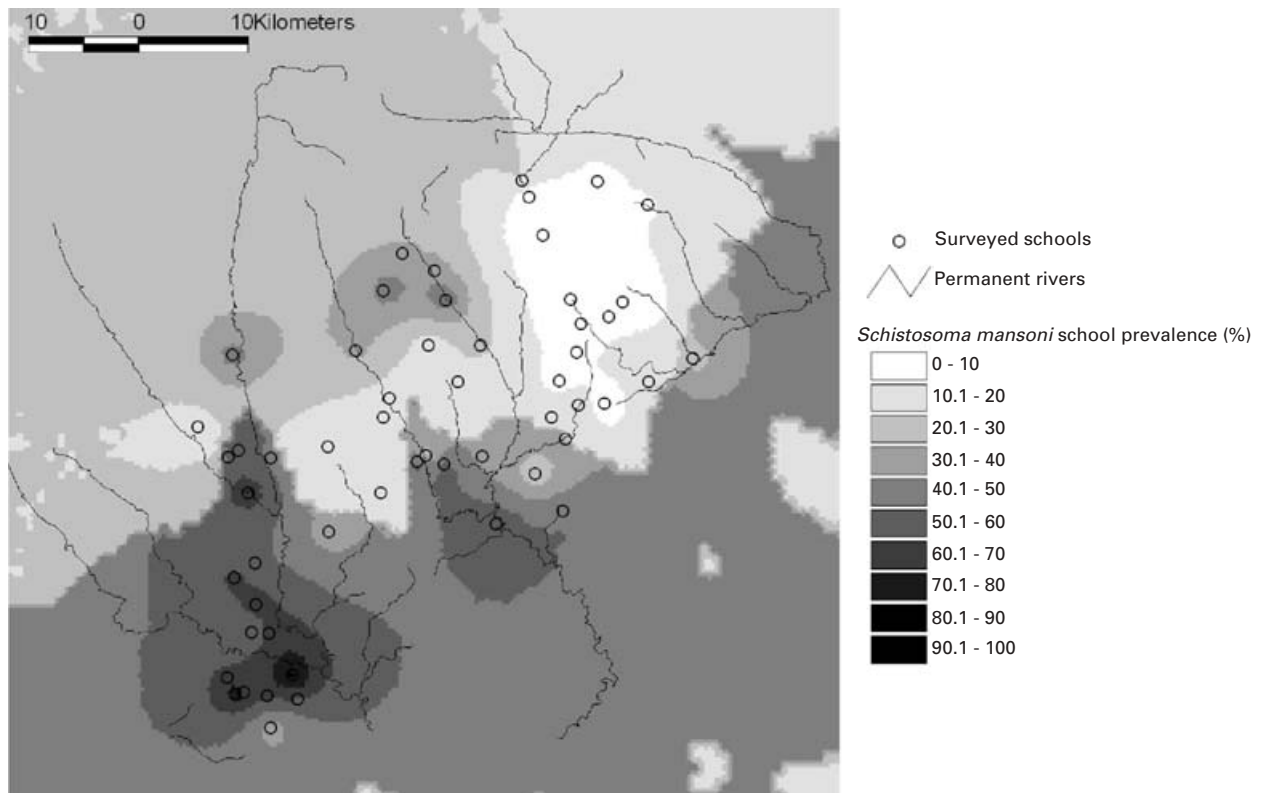 10 0 10Kilometers
Surveyed schools
Permanent rivers
Schistosoma mansoni school prevalence (%)
0 - 10
10.1 - 20
20.1 - 30
30.1 - 40
40.1 - 50
50.1 - 60
60.1 - 70
70.1 - 80
80.1 - 90
90.1 - 100